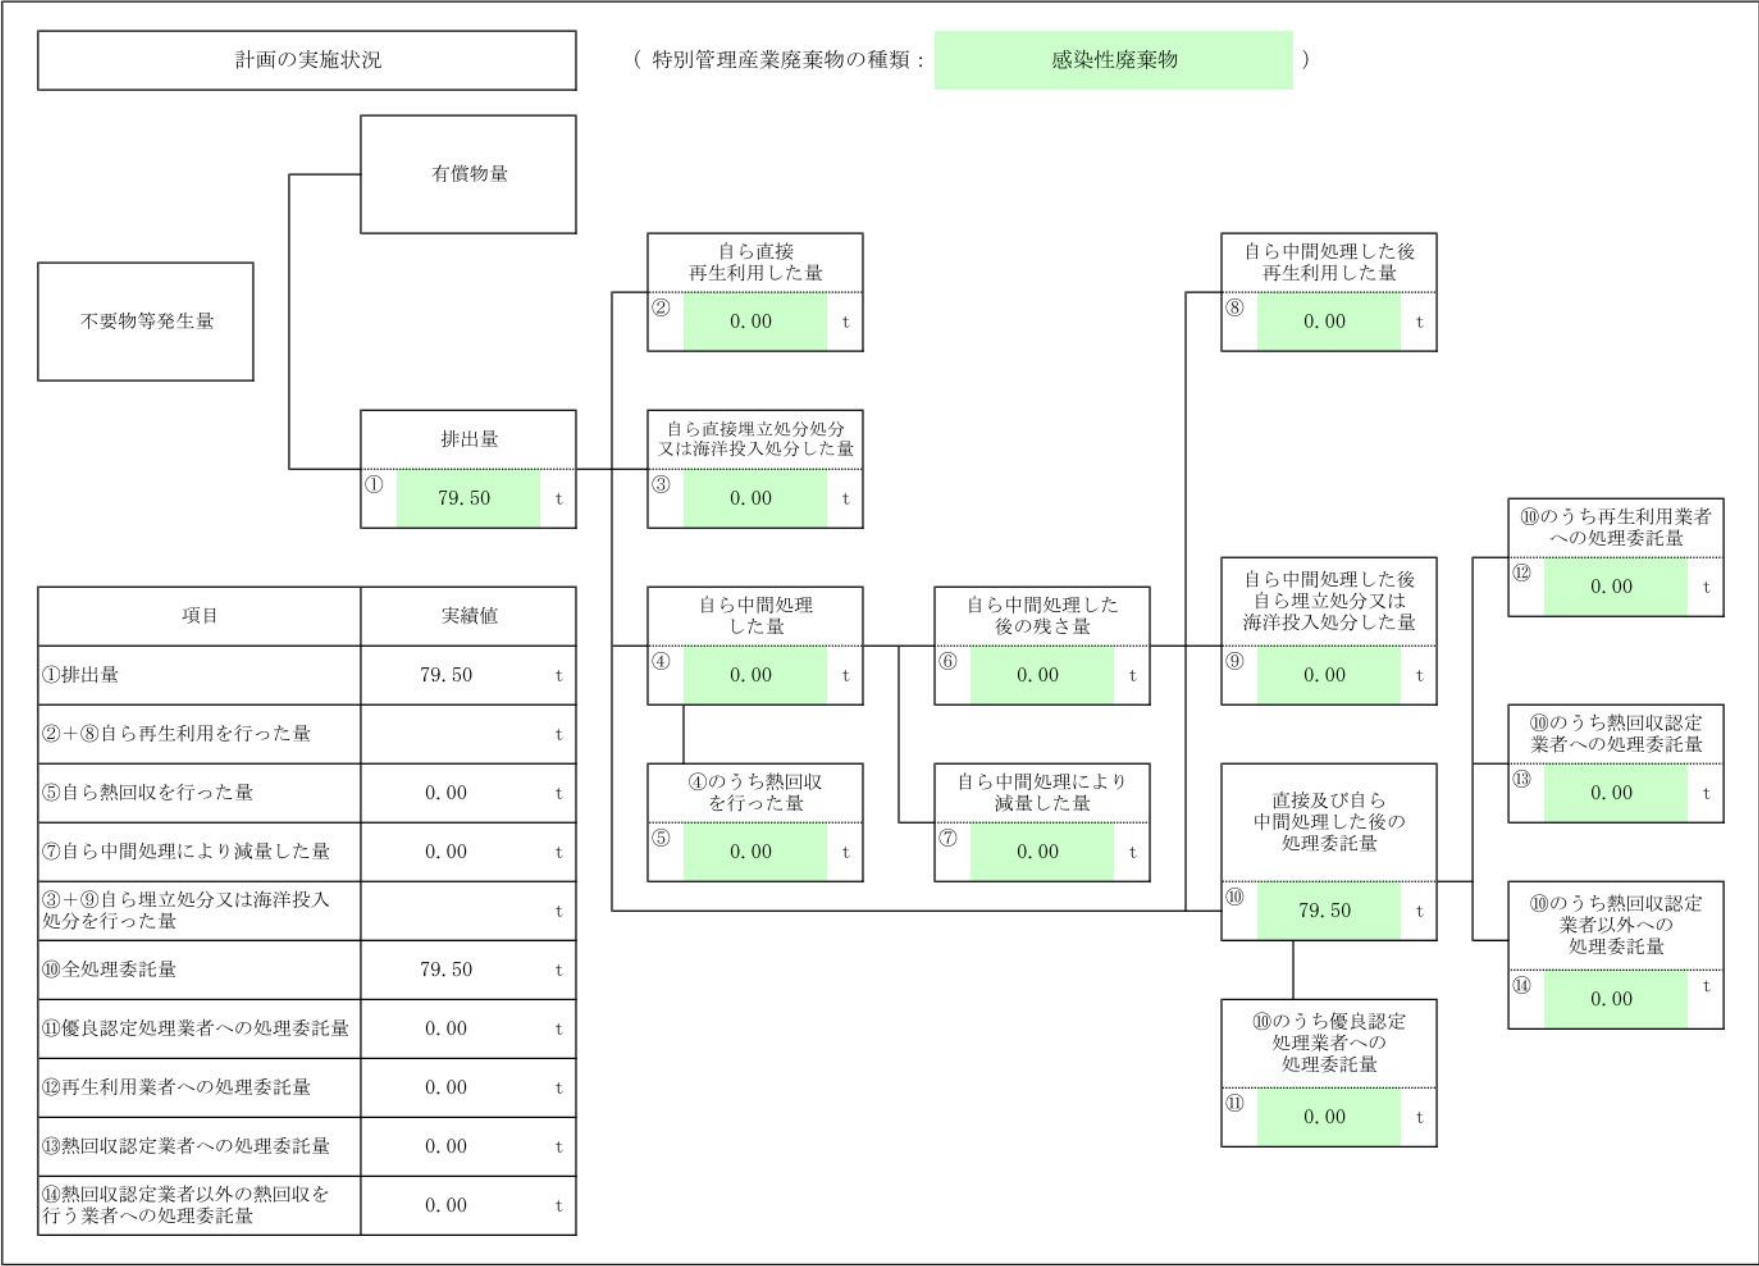 計画の実施状況
( 特別管理産業廃棄物の種類: 感染性廃棄物 )
有償物量
不要物等発生量
排出量
① 79.50 t
自ら直接
再生利用した量
② 0.00 t
自ら直接埋立処分処分
又は海洋投入処分した量
③ 0.00 t
自ら中間処理
した量
④ 0.00 t
④のうち熱回収
を行った量
⑤ 0.00 t
自ら中間処理した
後の残さ量
⑥ 0.00 t
自ら中間処理により
減量した量
⑦ 0.00 t
自ら中間処理した後
再生利用した量
⑧ 0.00 t
自ら中間処理した後
自ら埋立処分又は
海洋投入処分した量
⑨ 0.00 t
直接及び自ら
中間処理した後の
処理委託量
⑩ 79.50 t
⑩のうち優良認定
処理業者への
処理委託量
⑪ 0.00 t
⑩のうち再生利用業者
への処理委託量
⑫ 0.00 t
⑩のうち熱回収認定
業者への処理委託量
⑬ 0.00 t
⑩のうち熱回収認定
業者以外への
処理委託量
⑭ 0.00 t
項目 実績値
①排出量 79.50 t
②+⑧自ら再生利用を行った量 t
⑤自ら熱回収を行った量 0.00 t
⑦自ら中間処理により減量した量 0.00 t
③+⑨自ら埋立処分又は海洋投入
処分を行った量 t
⑩全処理委託量 79.50 t
⑪優良認定処理業者への処理委託量 0.00 t
⑫再生利用業者への処理委託量 0.00 t
⑬熱回収認定業者への処理委託量 0.00 t
⑭熱回収認定業者以外の熱回収を
行う業者への処理委託量 0.00 t